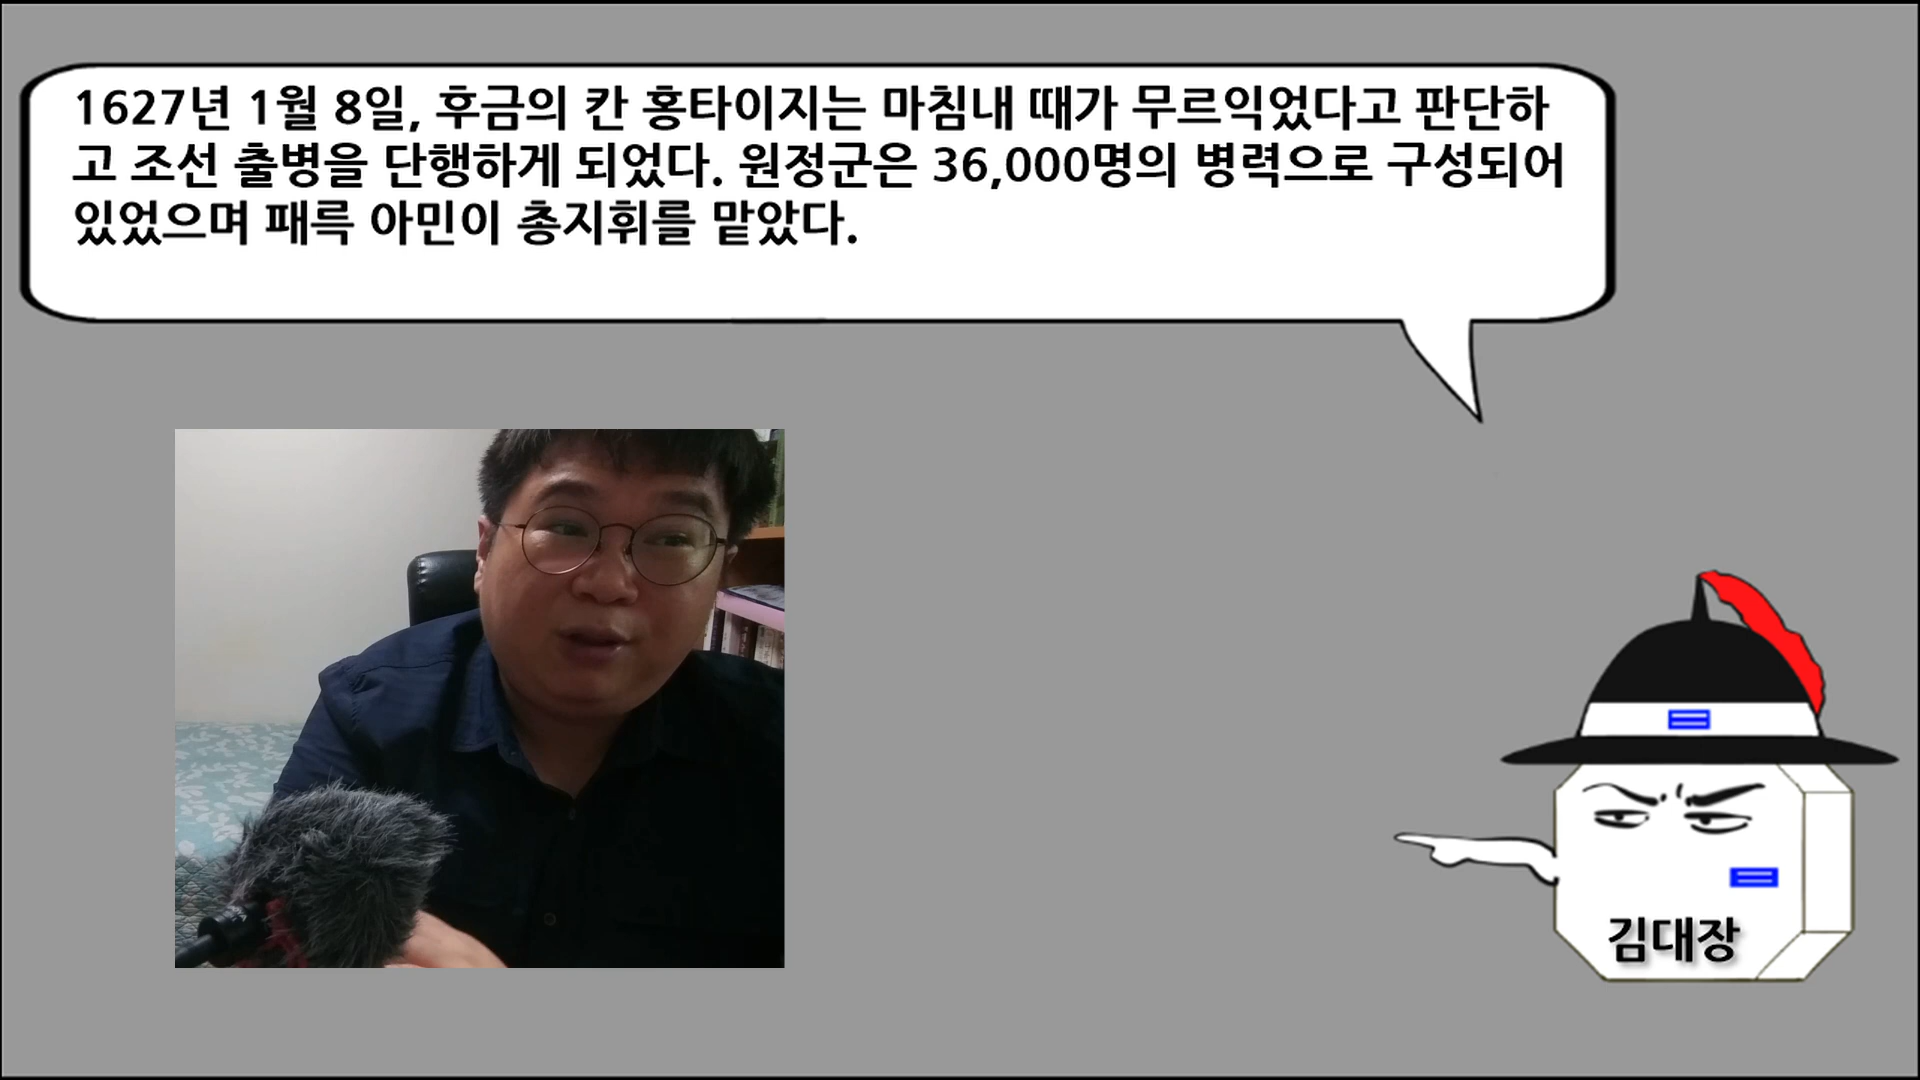 1627년 1월 8일, 후금의 칸 홍타이지는 마침내 때가 무르익었다고 판단하
고 조선 출병을 단행하게 되었다. 원정군은 36,000명의 병력으로 구성되어
있었으며 패륵 아민이 총지휘를 맡았다.
김대장